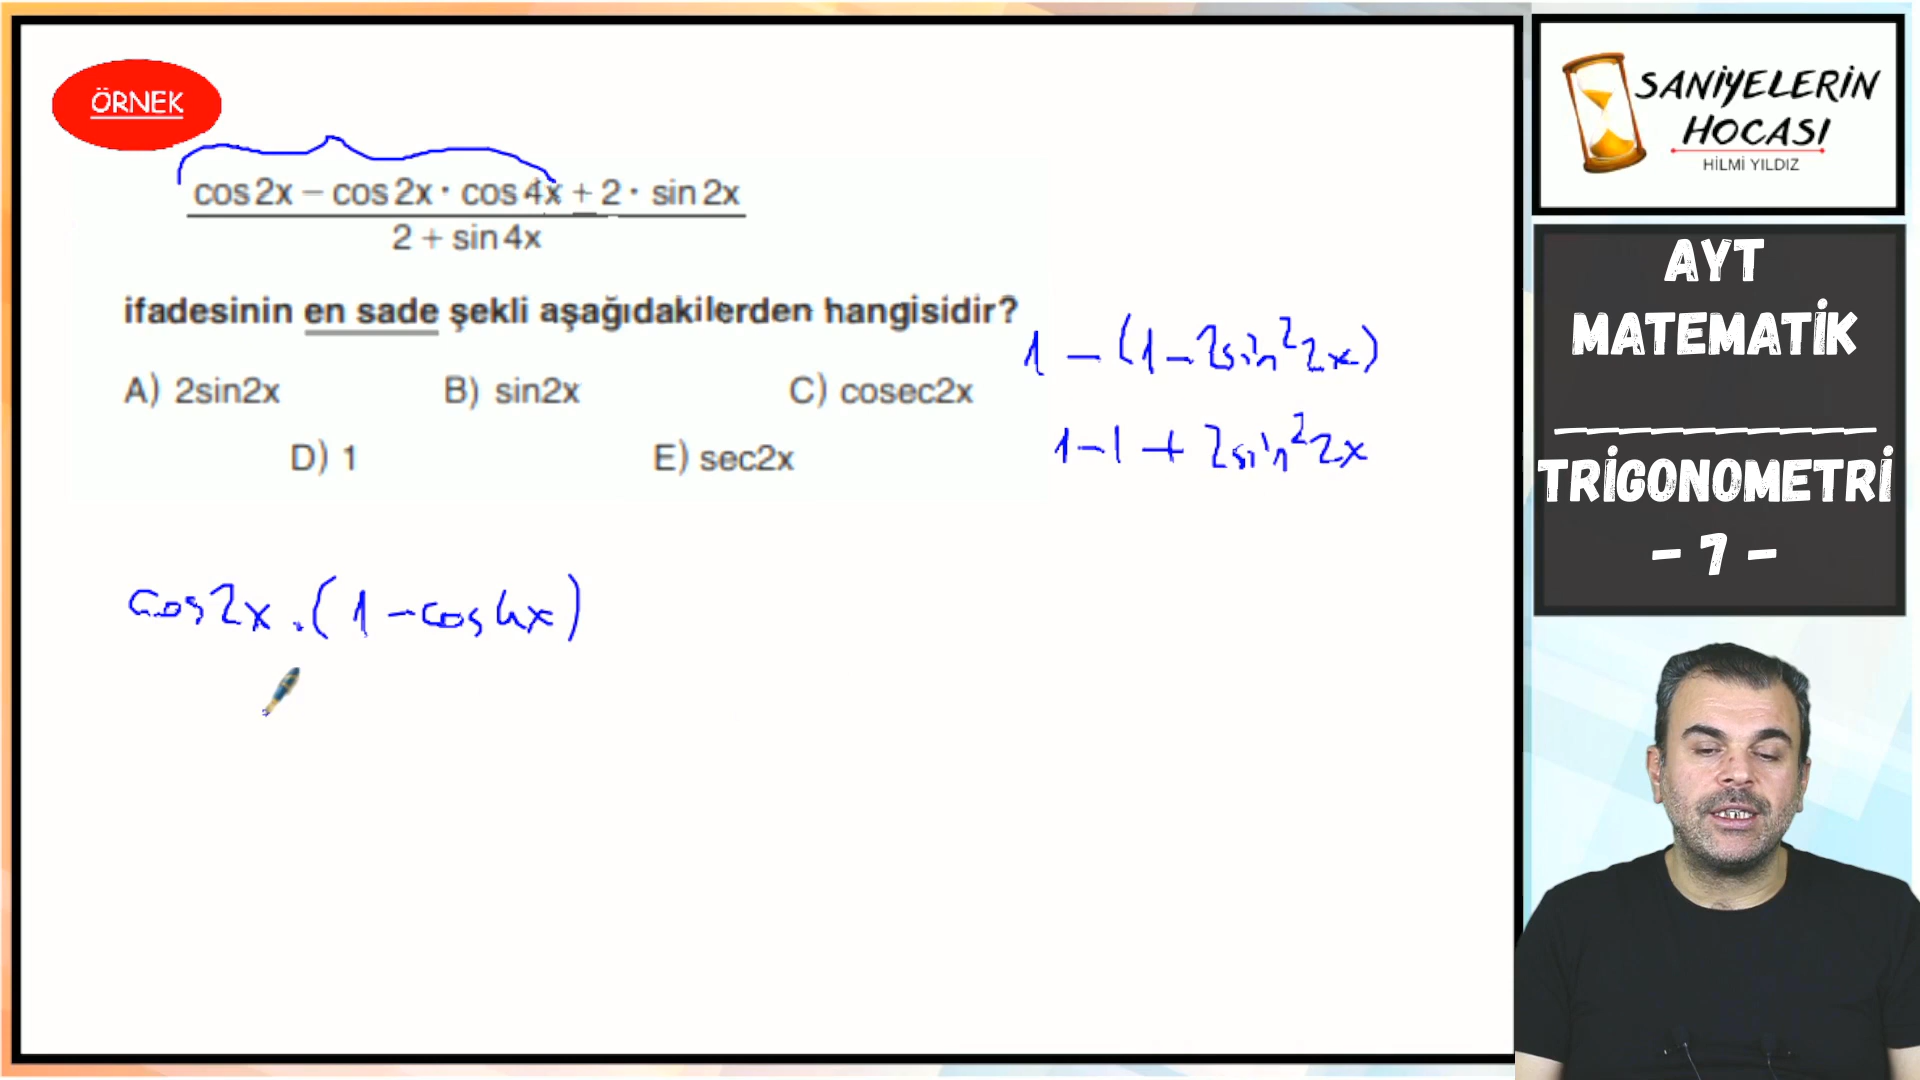 ÖRNEK
cos 2x − cos 2x · cos 4x + 2 · sin 2x
2 + sin 4x
ifadesinin en sade şekli aşağıdakilerden hangisidir?
A) 2sin2x B) sin2x C) cosec2x
D) 1 E) sec2x
1 − (1 − 2sin²2x)
1 − 1 + 2sin²2x
cos2x . (1 − cos4x)
SANİYELERİN
HOCASI
HİLMİ YILDIZ
AYT
MATEMATİK
TRİGONOMETRİ
- 7 -